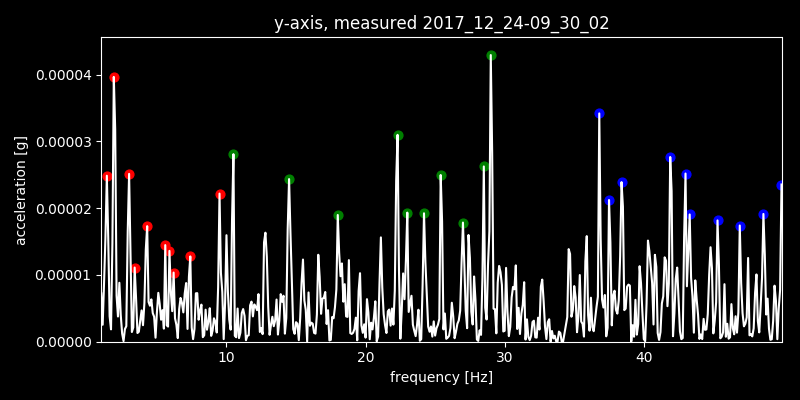 y-axis, measured 2017_12_24-09_30_02
0.00004
0.00003
0.00002
0.00001
0.00000
acceleration [g]
10 20 30 40
frequency [Hz]